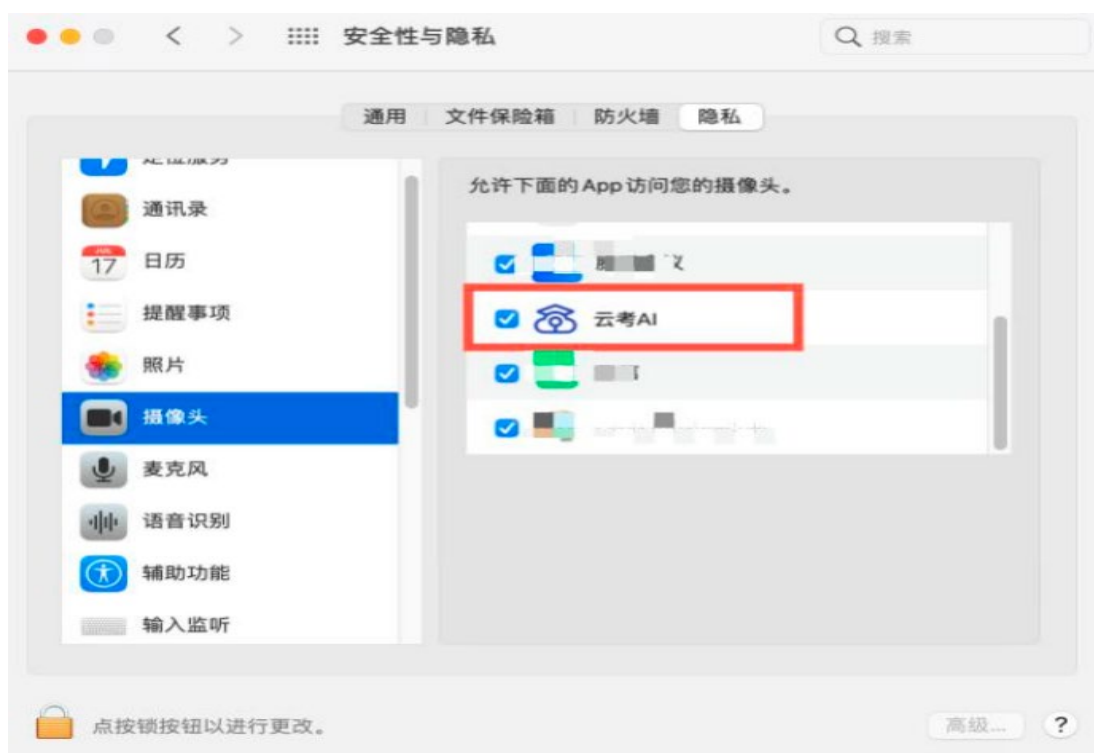 安全性与隐私
搜索
通用 文件保险箱 防火墙 隐私
定位服务
通讯录
17
日历
提醒事项
照片
摄像头
麦克风
语音识别
辅助功能
输入监听
允许下面的App访问您的摄像头。
云考AI
点按锁按钮以进行更改。
高级...
?